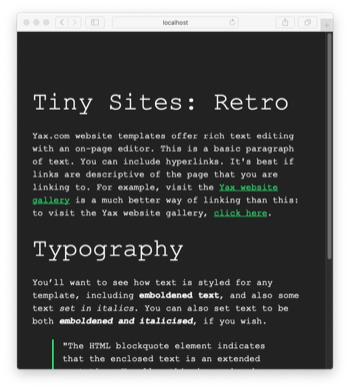 localhost
Tiny Sites: Retro
Yax.com website templates offer rich text editing
with an on-page editor. This is a basic paragraph
of text. You can include hyperlinks. It's best if
links are descriptive of the page that you are
linking to. For example, visit the Yax website
gallery is a much better way of linking than this:
to visit the Yax website gallery, click here.
Typography
You'll want to see how text is styled for any
template, including emboldened text, and also some
text set in italics. You can also set text to be
both emboldened and italicised, if you wish.
"The HTML blockquote element indicates
that the enclosed text is an extended